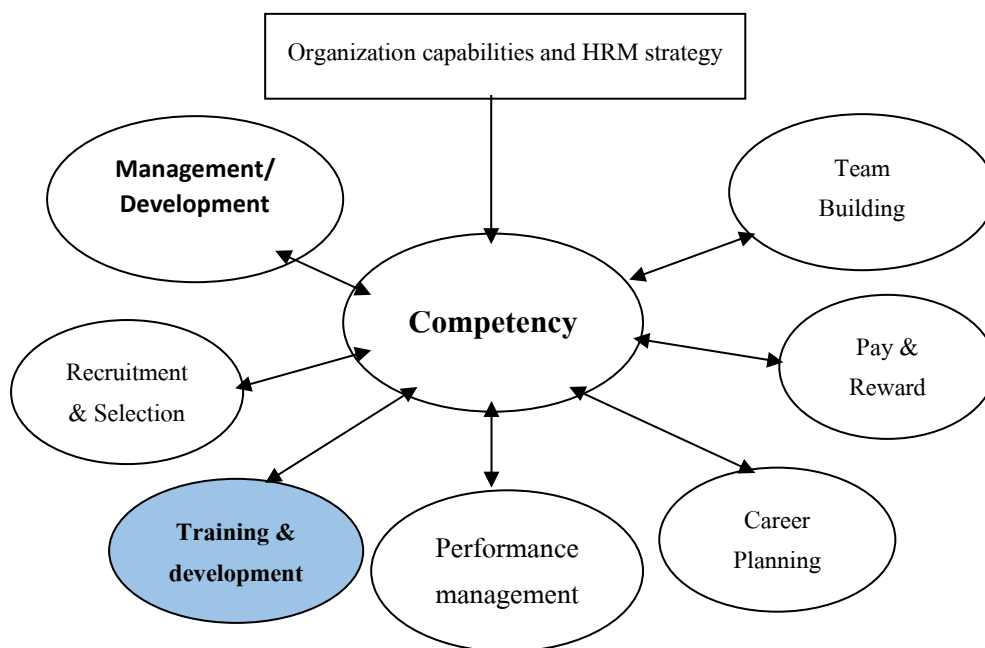 Organization capabilities and HRM strategy
Management/
Development
Team
Building
Competency
Recruitment
& Selection
Pay &
Reward
Training &
development
Performance
management
Career
Planning